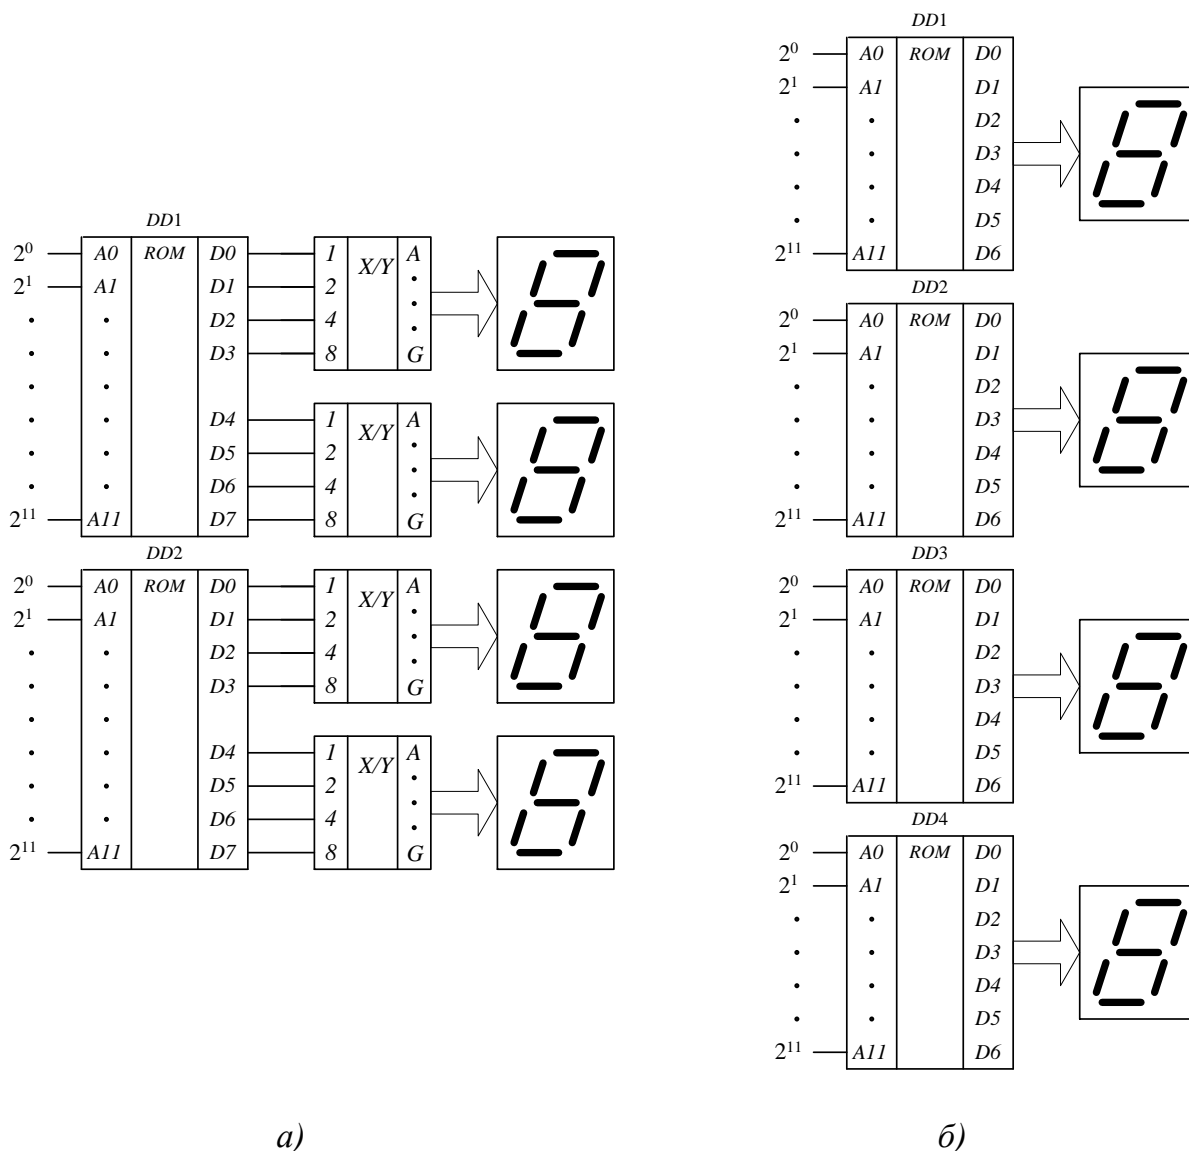 DD1
2⁰ A0 ROM D0 1 X/Y A
2¹ A1 D1 2
D2 4
D3 8 G
D4 1 X/Y A
D5 2
D6 4
2¹¹ A11 D7 8 G
DD2
2⁰ A0 ROM D0 1 X/Y A
2¹ A1 D1 2
D2 4
D3 8 G
D4 1 X/Y A
D5 2
D6 4
2¹¹ A11 D7 8 G
а)
DD1
2⁰ A0 ROM D0
2¹ A1 D1
D2
D3
D4
D5
2¹¹ A11 D6
DD2
2⁰ A0 ROM D0
2¹ A1 D1
D2
D3
D4
D5
2¹¹ A11 D6
DD3
2⁰ A0 ROM D0
2¹ A1 D1
D2
D3
D4
D5
2¹¹ A11 D6
DD4
2⁰ A0 ROM D0
2¹ A1 D1
D2
D3
D4
D5
2¹¹ A11 D6
б)